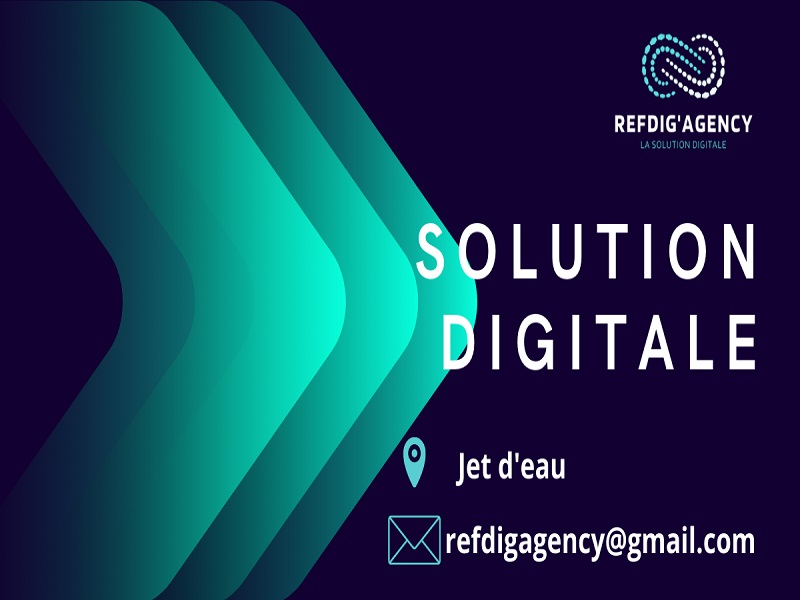 REFDIG'AGENCY
LA SOLUTION DIGITALE
SOLUTION
DIGITALE
Jet d'eau
refdigagency@gmail.com